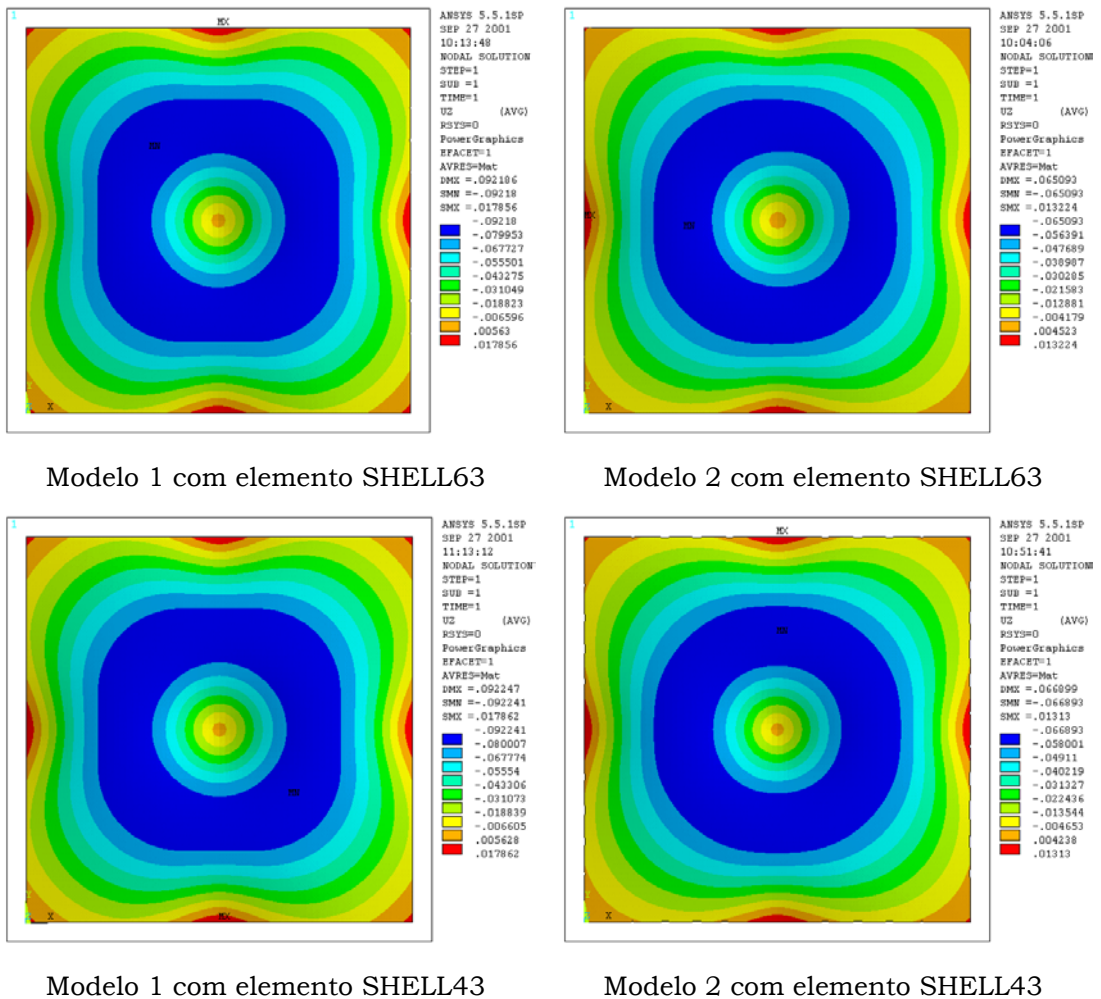 1
MX
MN
Y
Z
X
ANSYS 5.5.1SP
SEP 27 2001
10:13:48
NODAL SOLUTION
STEP=1
SUB =1
TIME=1
UZ (AVG)
RSYS=0
PowerGraphics
EFACET=1
AVRES=Mat
DMX =.092186
SMN =-.09218
SMX =.017856
-.09218
-.079953
-.067727
-.055501
-.043275
-.031049
-.018823
-.006596
.00563
.017856
Modelo 1 com elemento SHELL63
1
MX
MN
Y
Z
X
ANSYS 5.5.1SP
SEP 27 2001
10:04:06
NODAL SOLUTION
STEP=1
SUB =1
TIME=1
UZ (AVG)
RSYS=0
PowerGraphics
EFACET=1
AVRES=Mat
DMX =.065093
SMN =-.065093
SMX =.013224
-.065093
-.056391
-.047689
-.038987
-.030285
-.021583
-.012881
-.004179
.004523
.013224
Modelo 2 com elemento SHELL63
1
MN
MX
Y
Z
X
ANSYS 5.5.1SP
SEP 27 2001
11:13:12
NODAL SOLUTION
STEP=1
SUB =1
TIME=1
UZ (AVG)
RSYS=0
PowerGraphics
EFACET=1
AVRES=Mat
DMX =.092247
SMN =-.092241
SMX =.017862
-.092241
-.080007
-.067774
-.05554
-.043306
-.031073
-.018839
-.006605
.005628
.017862
Modelo 1 com elemento SHELL43
1
MX
MN
Y
Z
X
ANSYS 5.5.1SP
SEP 27 2001
10:51:41
NODAL SOLUTION
STEP=1
SUB =1
TIME=1
UZ (AVG)
RSYS=0
PowerGraphics
EFACET=1
AVRES=Mat
DMX =.066899
SMN =-.066893
SMX =.01313
-.066893
-.058001
-.04911
-.040219
-.031327
-.022436
-.013544
-.004653
.004238
.01313
Modelo 2 com elemento SHELL43